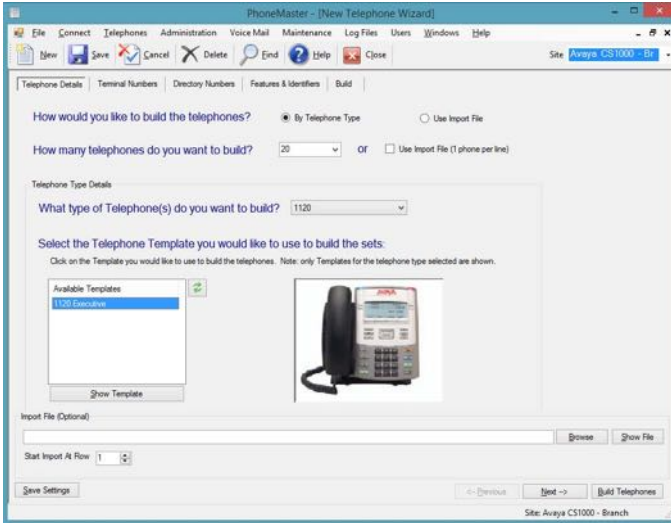 PhoneMaster - [New Telephone Wizard]
File Connect Telephones Administration Voice Mail Maintenance Log Files Users Windows Help
New Save Cancel Delete Find Help Close Site Avaya CS1000 - Br
Telephone Details Terminal Numbers Directory Numbers Features & Identifiers Build
How would you like to build the telephones? By Telephone Type Use Import File
How many telephones do you want to build? 20 or Use Import File (1 phone per line)
Telephone Type Details
What type of Telephone(s) do you want to build? 1120
Select the Telephone Template you would like to use to build the sets:
Click on the Template you would like to use to build the telephones. Note: only Templates for the telephone type selected are shown.
Available Templates
1120 Executive
AVAYA
Show Template
Import File (Optional)
Browse Show File
Start Import At Row 1
Save Settings <- Previous Next -> Build Telephones
Site: Avaya CS1000 - Branch